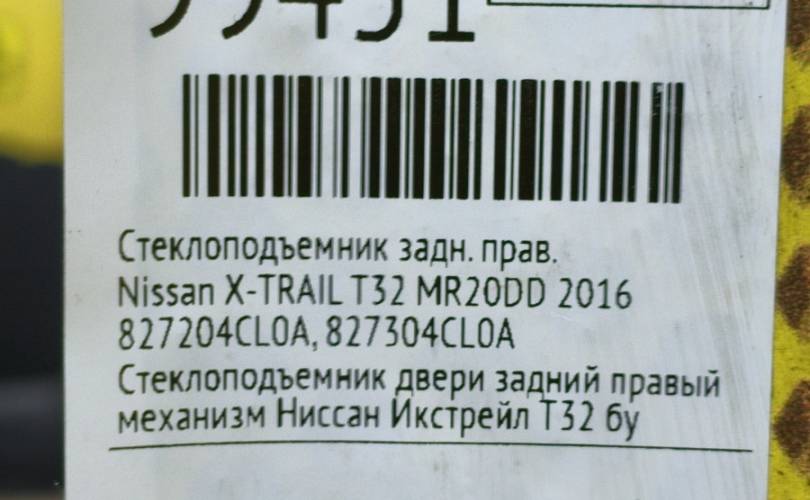 Стеклоподъемник задн. прав.
Nissan X-TRAIL T32 MR20DD 2016
827204CL0A, 827304CL0A
Стеклоподъемник двери задний правый
механизм Ниссан Икстрейл Т32 бу